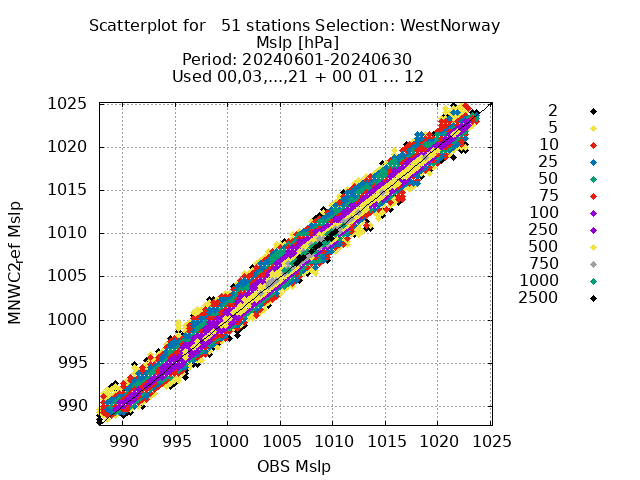 Scatterplot for   51 stations Selection: WestNorway
Mslp [hPa]
Period: 20240601-20240630
Used 00,03,...,21 + 00 01 ... 12
1025
1020
1015
1010
1005
1000
995
990
MNWC2,ef Mslp
990 995 1000 1005 1010 1015 1020 1025
OBS Mslp
2
5
10
25
50
75
100
250
500
750
1000
2500